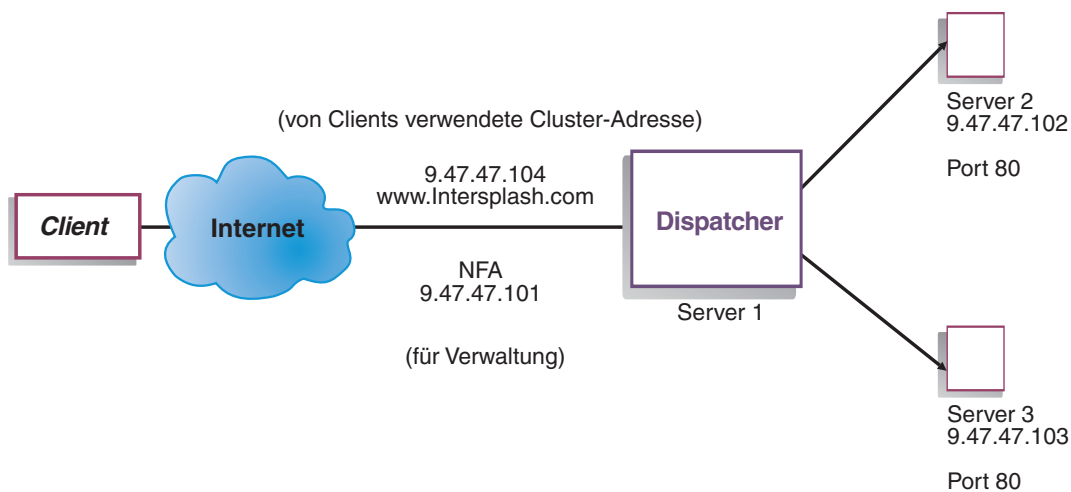 Client
Internet
(von Clients verwendete Cluster-Adresse)
9.47.47.104
www.Intersplash.com
NFA
9.47.47.101
(für Verwaltung)
Dispatcher
Server 1
Server 2
9.47.47.102
Port 80
Server 3
9.47.47.103
Port 80